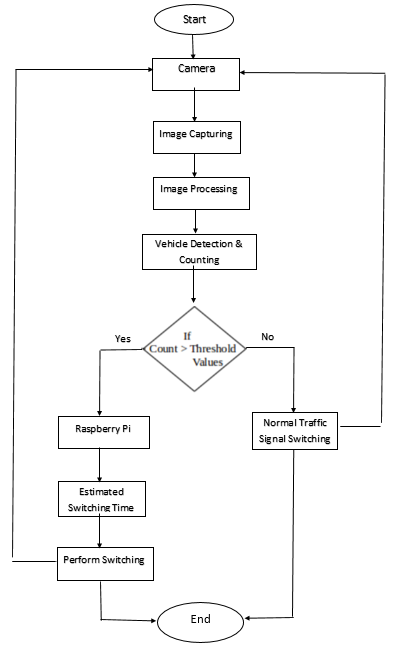 Start
Camera
Image Capturing
Image Processing
Vehicle Detection &
Counting
If
Count > Threshold
Values
Yes
No
Raspberry Pi
Normal Traffic
Signal Switching
Estimated
Switching Time
Perform Switching
End